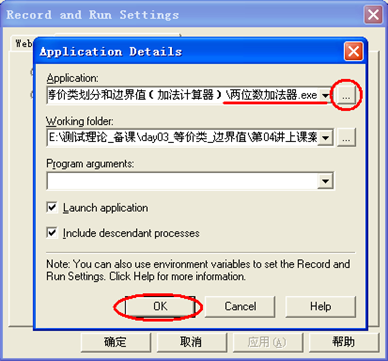 Record and Run Settings
Web
Application Details
Application:
等价类划分和边界值(加法计算器)\两位数加法器.exe
...
Working folder:
E:\测试理论_备课\day03_等价类_边界值\第04讲上课案
...
Program arguments:
Launch application
Include descendant processes
Note: You can also use environment variables to set the Record and
Run Settings. Click Help for more information.
OK
Cancel
Help
确定
取消
应用(A)
帮助